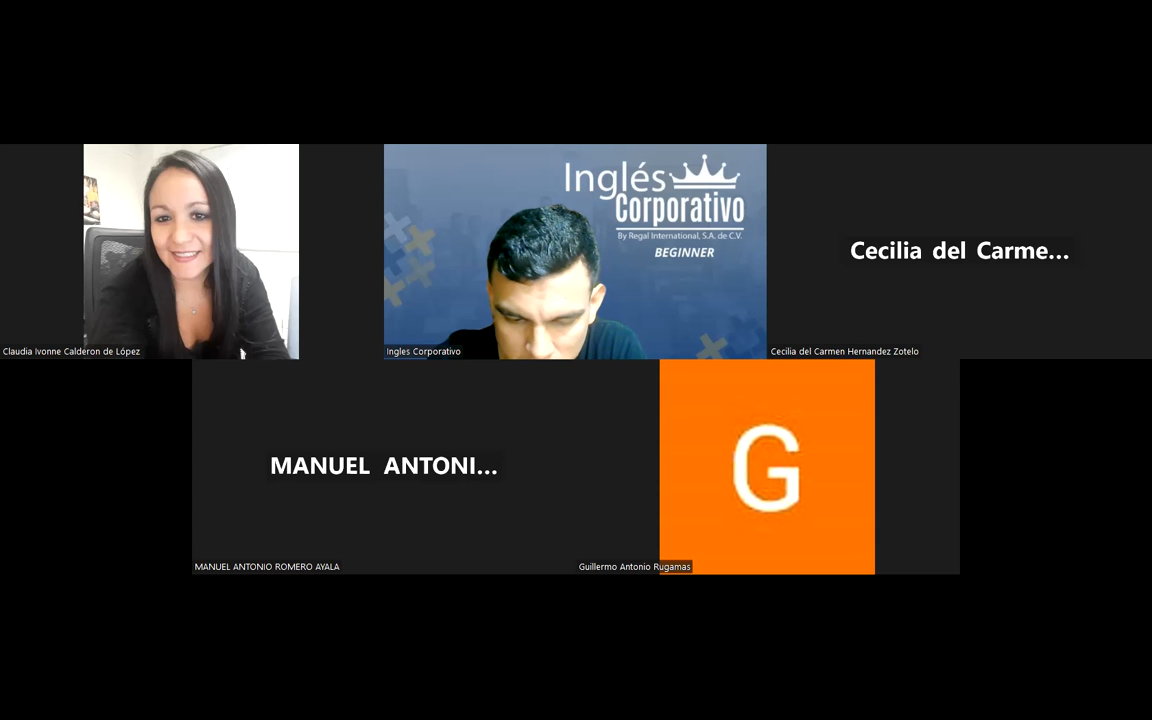 Inglés
Corporativo
By Regal International, S.A. de C.V.
BEGINNER
Cecilia del Carme...
Claudia Ivonne Calderon de López
Ingles Corporativo
Cecilia del Carmen Hernandez Zotelo
MANUEL ANTONI...
G
MANUEL ANTONIO ROMERO AYALA
Guillermo Antonio Rugamas